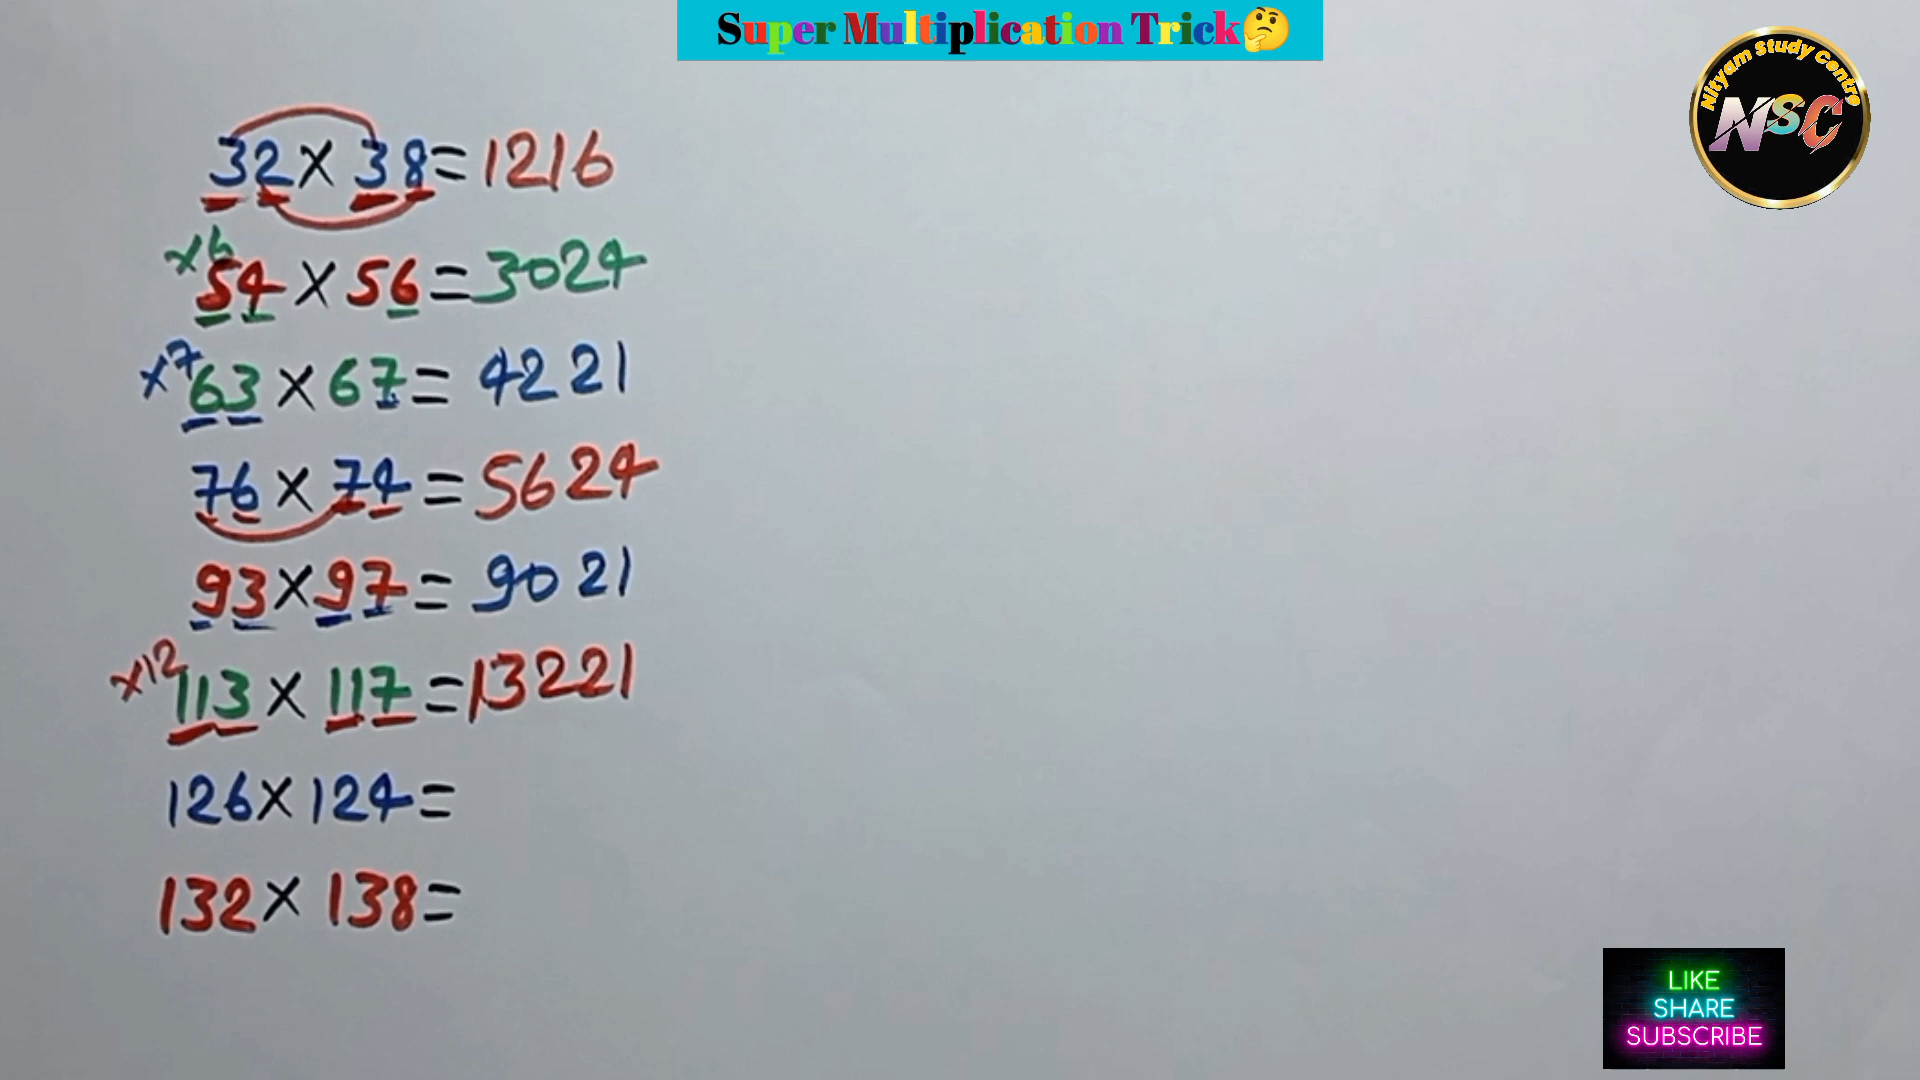 Super Multiplication Trick🤔
Nityam Study Centre
NSC
32 × 38 = 1216
×6
54 × 56 = 3024
×7
63 × 67 = 4221
76 × 74 = 5624
93 × 97 = 9021
×12
113 × 117 = 13221
126 × 124 =
132 × 138 =
LIKE
SHARE
SUBSCRIBE